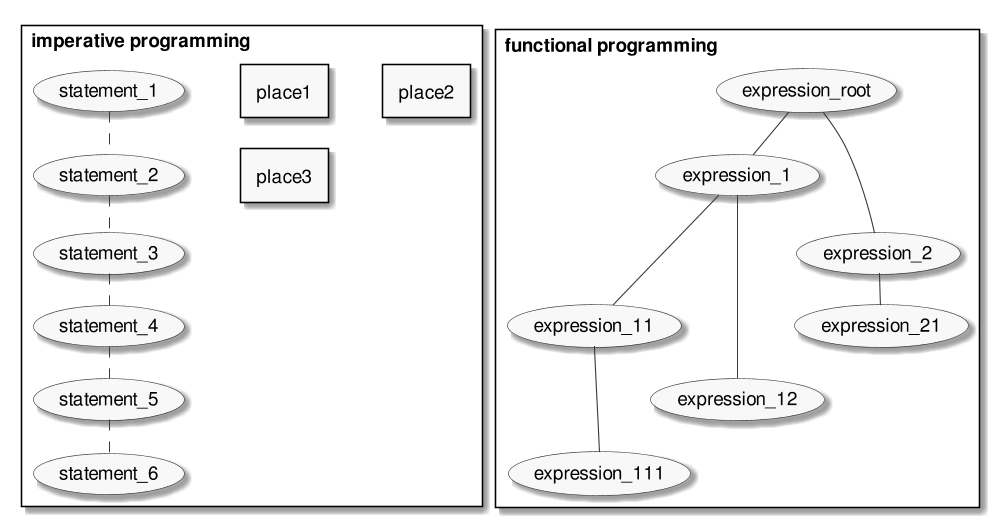 imperative programming
statement_1
place1
place2
statement_2
place3
statement_3
statement_4
statement_5
statement_6
functional programming
expression_root
expression_1
expression_2
expression_11
expression_21
expression_12
expression_111